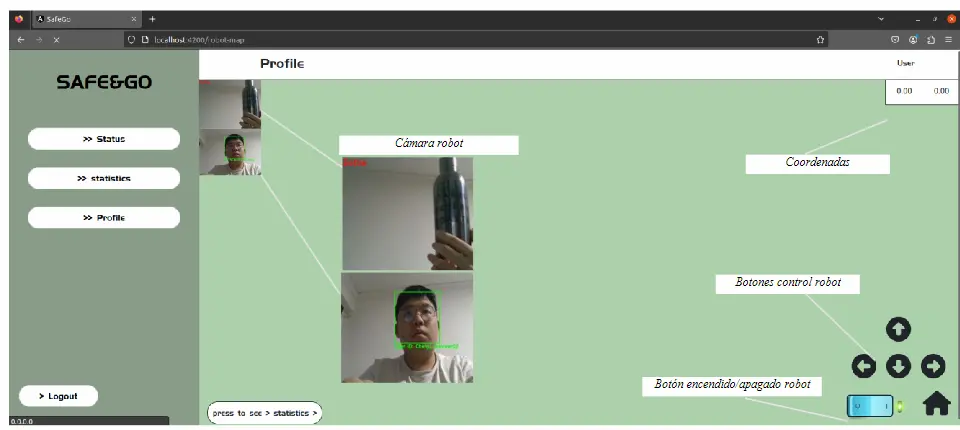 SafeGo
localhost:4200/robot-map
SAFE&GO
Profile
User
0.00 0.00
>> Status
>> statistics
>> Profile
Cámara robot
Coordenadas
Botones control robot
Botón encendido/apagado robot
> Logout
press to see > statistics >
0.0.0.0